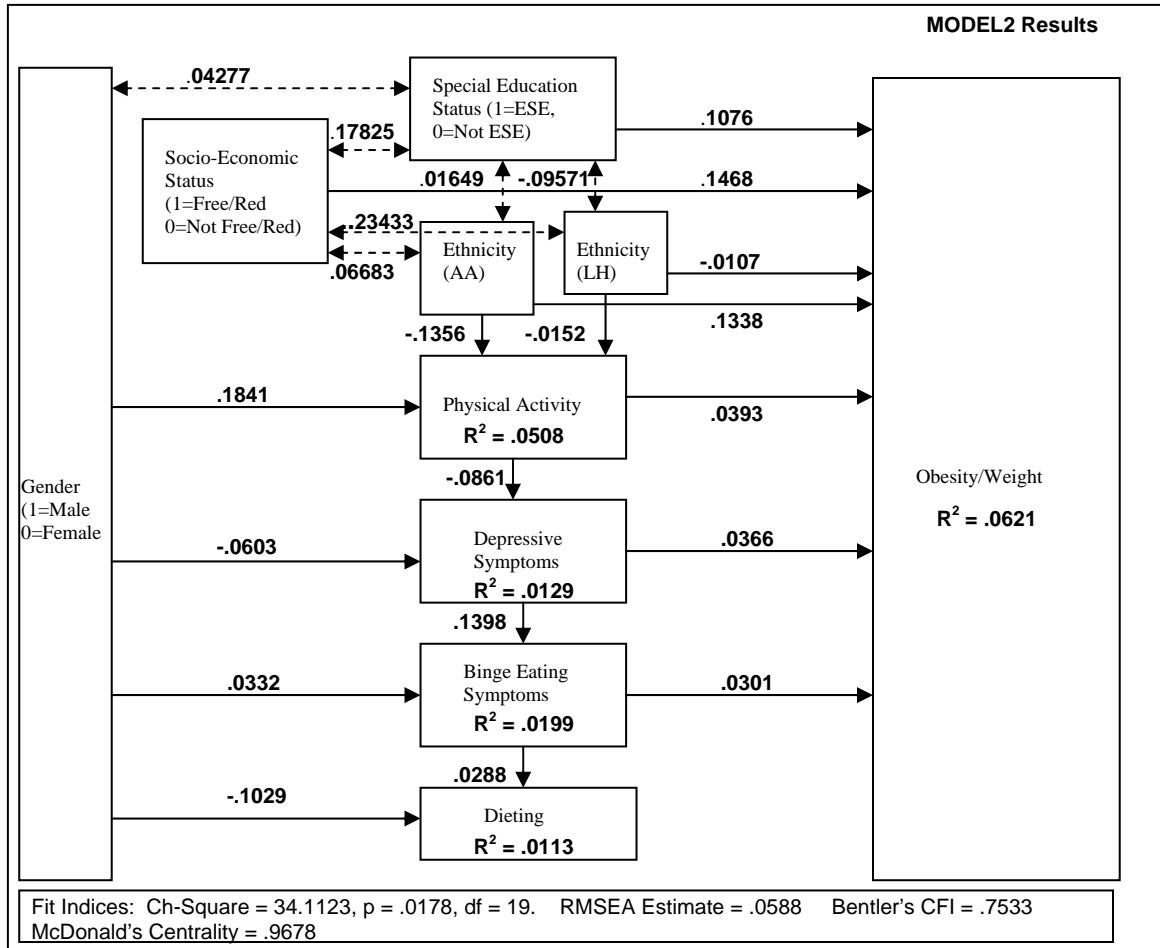 MODEL2 Results
.04277
Special Education
Status (1=ESE,
0=Not ESE)
.1076
.17825
Socio-Economic
Status
(1=Free/Red
0=Not Free/Red)
.01649
-.09571
.1468
-.23433
.06683
Ethnicity
(AA)
Ethnicity
(LH)
-.0107
.1338
-.1356
-.0152
.1841
Physical Activity
R² = .0508
.0393
-.0861
Gender
(1=Male
0=Female
Obesity/Weight
R² = .0621
-.0603
Depressive
Symptoms
R² = .0129
.0366
.1398
.0332
Binge Eating
Symptoms
R² = .0199
.0301
.0288
-.1029
Dieting
R² = .0113
Fit Indices: Ch-Square = 34.1123, p = .0178, df = 19. RMSEA Estimate = .0588 Bentler's CFI = .7533
McDonald's Centrality = .9678